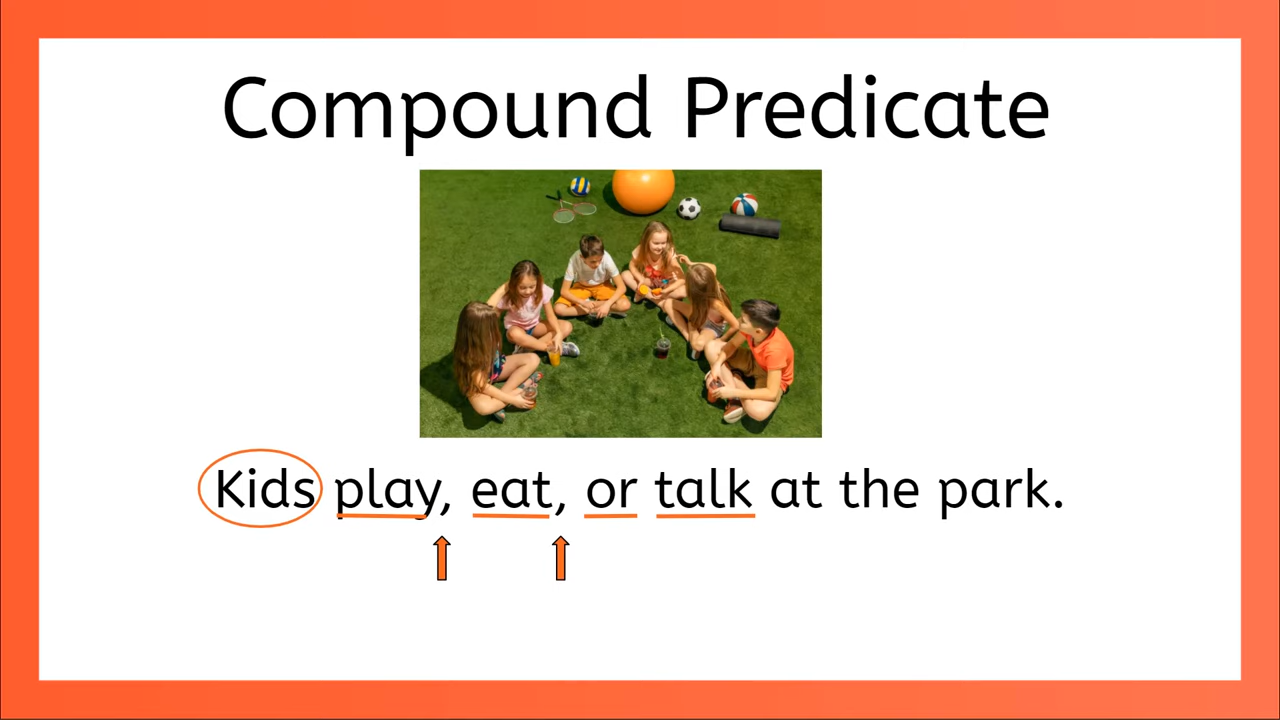 Compound Predicate
Kids play, eat, or talk at the park.